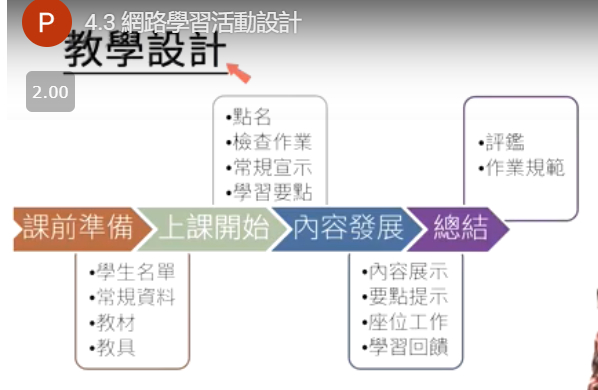 P
4.3 網路學習活動設計
教學設計
2.00
•點名
•檢查作業
•常規宣示
•學習要點
•評鑑
•作業規範
課前準備
上課開始
內容發展
總結
•學生名單
•常規資料
•教材
•教具
•內容展示
•要點提示
•座位工作
•學習回饋